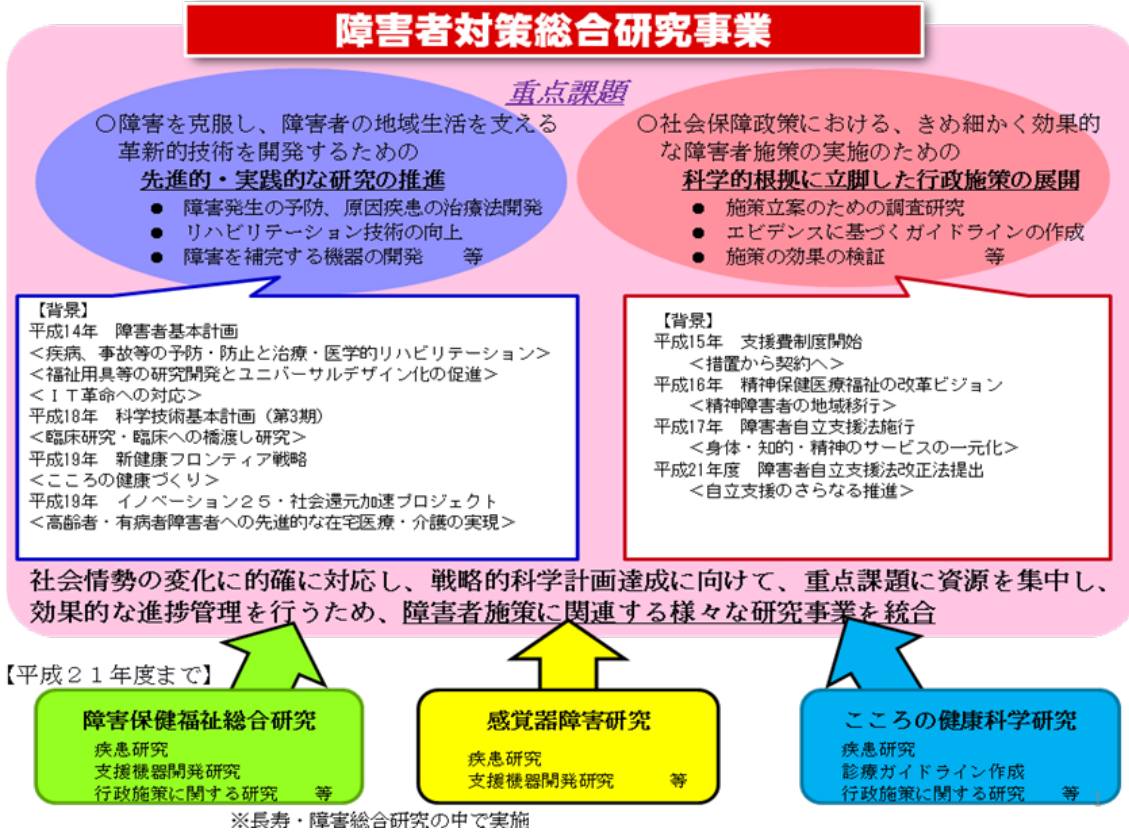 障害者対策総合研究事業
重点課題
○障害を克服し、障害者の地域生活を支える
革新的技術を開発するための
先進的・実践的な研究の推進
● 障害発生の予防、原因疾患の治療法開発
● リハビリテーション技術の向上
● 障害を補完する機器の開発　等
○社会保障政策における、きめ細かく効果的
な障害者施策の実施のための
科学的根拠に立脚した行政施策の展開
● 施策立案のための調査研究
● エビデンスに基づくガイドラインの作成
● 施策の効果の検証　等
【背景】
平成14年　障害者基本計画
<疾病、事故等の予防・防止と治療・医学的リハビリテーション>
<福祉用具等の研究開発とユニバーサルデザイン化の促進>
<ＩＴ革命への対応>
平成18年　科学技術基本計画（第3期）
<臨床研究・臨床への橋渡し研究>
平成19年　新健康フロンティア戦略
<こころの健康づくり>
平成19年　イノベーション２５・社会還元加速プロジェクト
<高齢者・有病者障害者への先進的な在宅医療・介護の実現>
【背景】
平成15年　支援費制度開始
<措置から契約へ>
平成16年　精神保健医療福祉の改革ビジョン
<精神障害者の地域移行>
平成17年　障害者自立支援法施行
<身体・知的・精神のサービスの一元化>
平成21年度　障害者自立支援法改正法提出
<自立支援のさらなる推進>
社会情勢の変化に的確に対応し、戦略的科学計画達成に向けて、重点課題に資源を集中し、
効果的な進捗管理を行うため、障害者施策に関連する様々な研究事業を統合
【平成２１年度まで】
障害保健福祉総合研究
疾患研究
支援機器開発研究
行政施策に関する研究　等
感覚器障害研究
疾患研究
支援機器開発研究　等
こころの健康科学研究
疾患研究
診療ガイドライン作成
行政施策に関する研究　等
1
※長寿・障害総合研究の中で実施